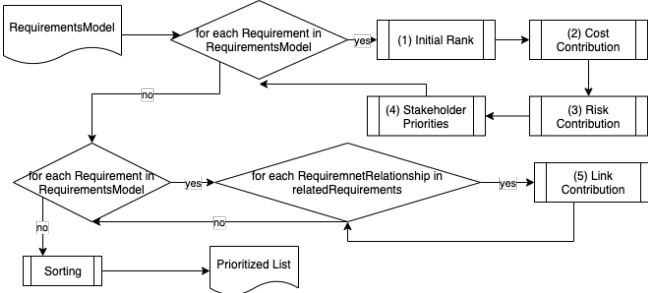 RequirementsModel
for each Requirement in
RequirementsModel
yes
(1) Initial Rank
(2) Cost
Contribution
(3) Risk
Contribution
(4) Stakeholder
Priorities
no
for each Requirement in
RequirementsModel
yes
for each RequiremnetRelationship in
relatedRequirements
yes
(5) Link
Contribution
no
no
Sorting
Prioritized List